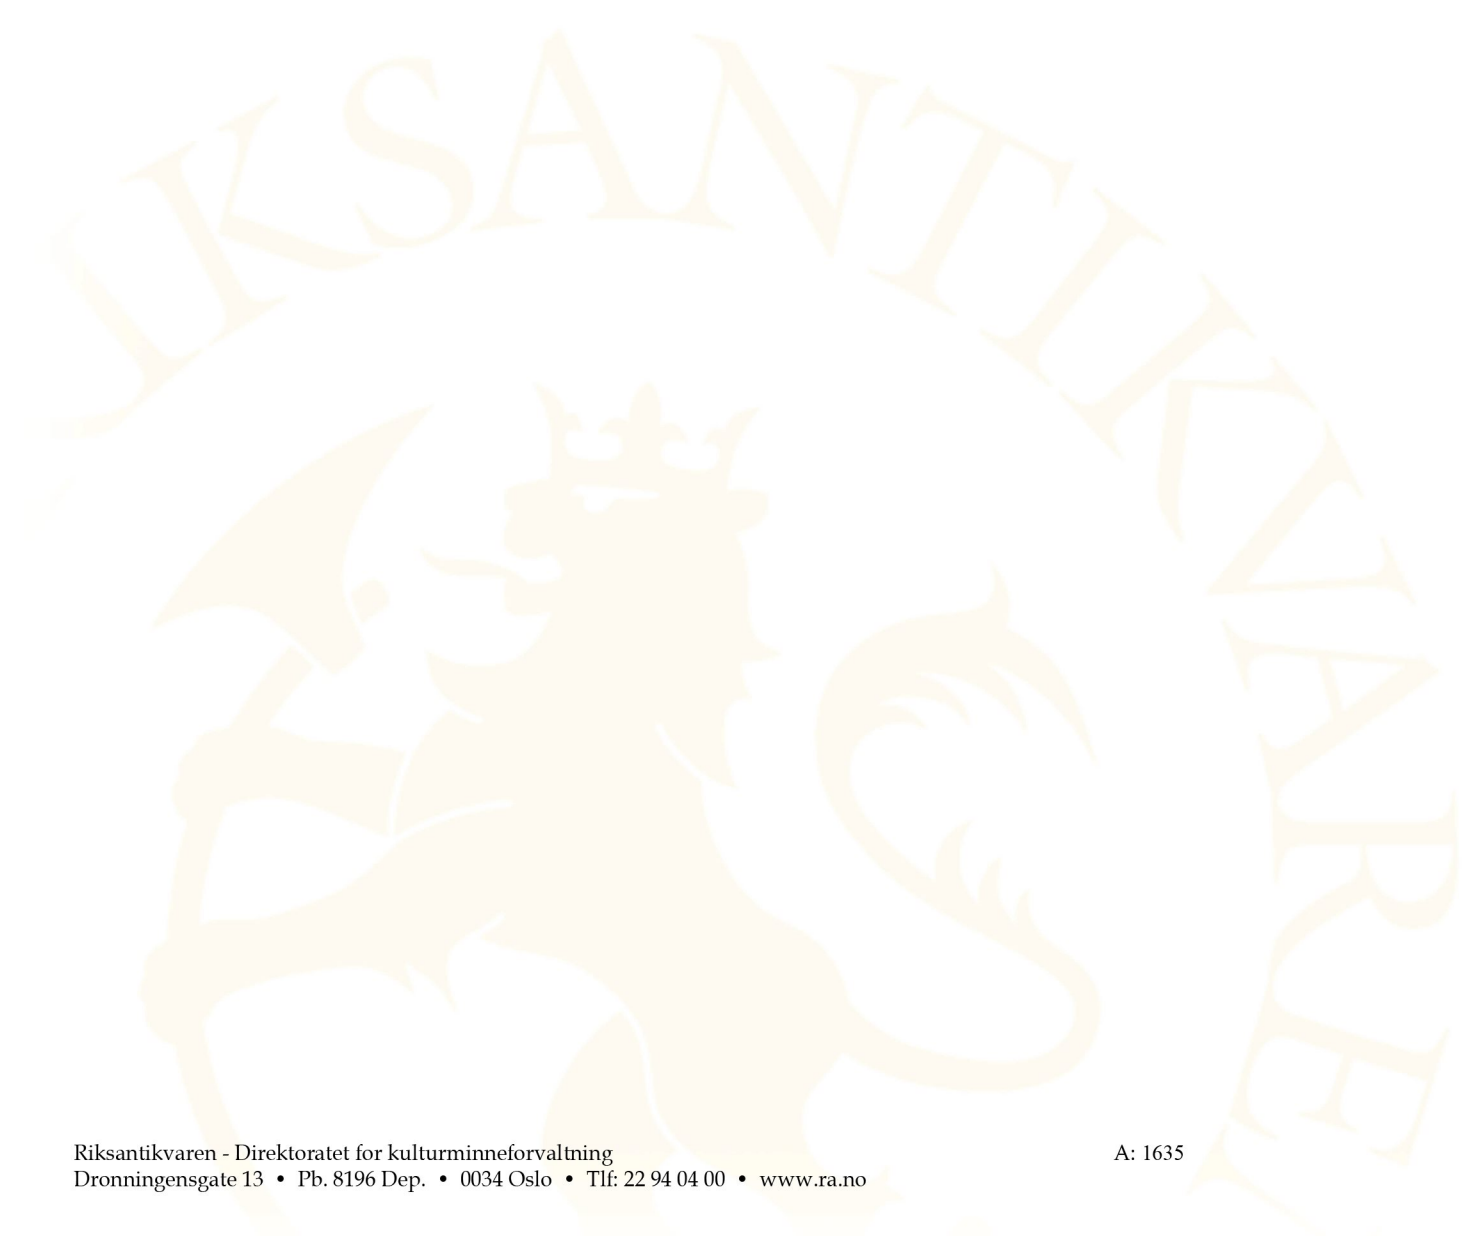 RIKSANTIKVAREN
Riksantikvaren - Direktoratet for kulturminneforvaltning
A: 1635
Dronningensgate 13 • Pb. 8196 Dep. • 0034 Oslo • Tlf: 22 94 04 00 • www.ra.no